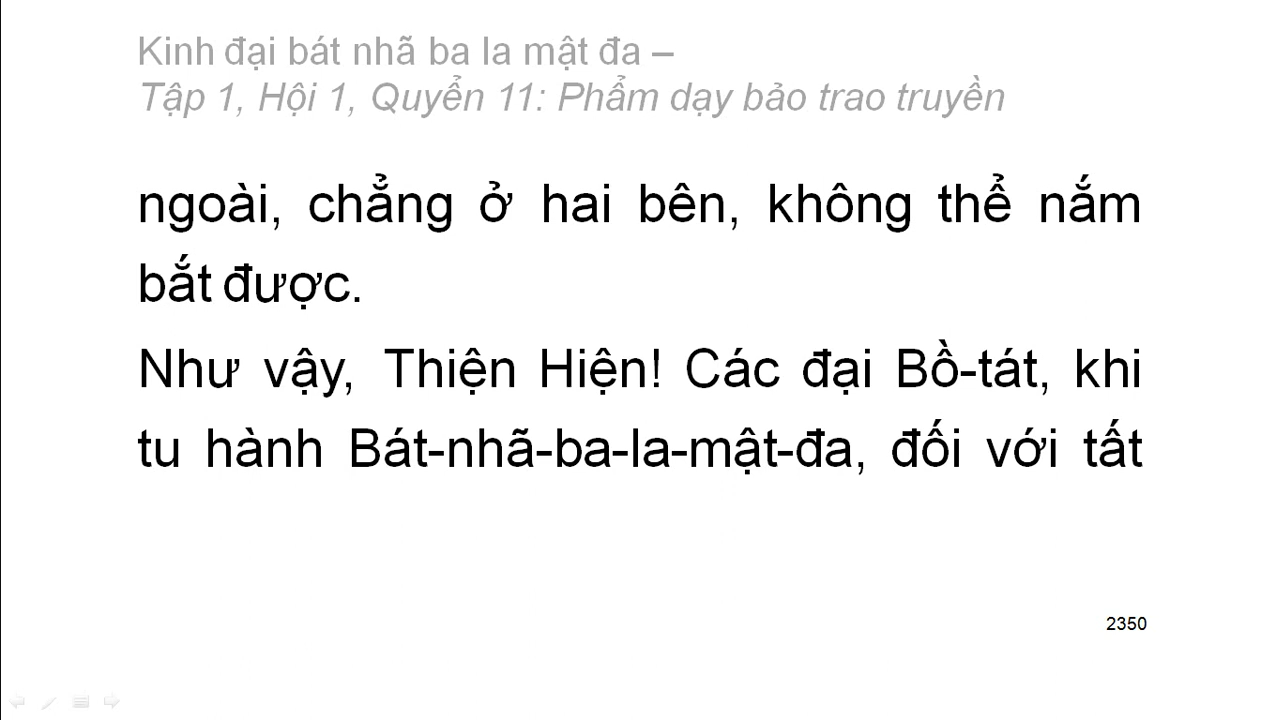 Kinh đại bát nhã ba la mật đa –
Tập 1, Hội 1, Quyển 11: Phẩm dạy bảo trao truyền
ngoài, chẳng ở hai bên, không thể nắm
bắt được.
Như vậy, Thiện Hiện! Các đại Bồ-tát, khi
tu hành Bát-nhã-ba-la-mật-đa, đối với tất
2350